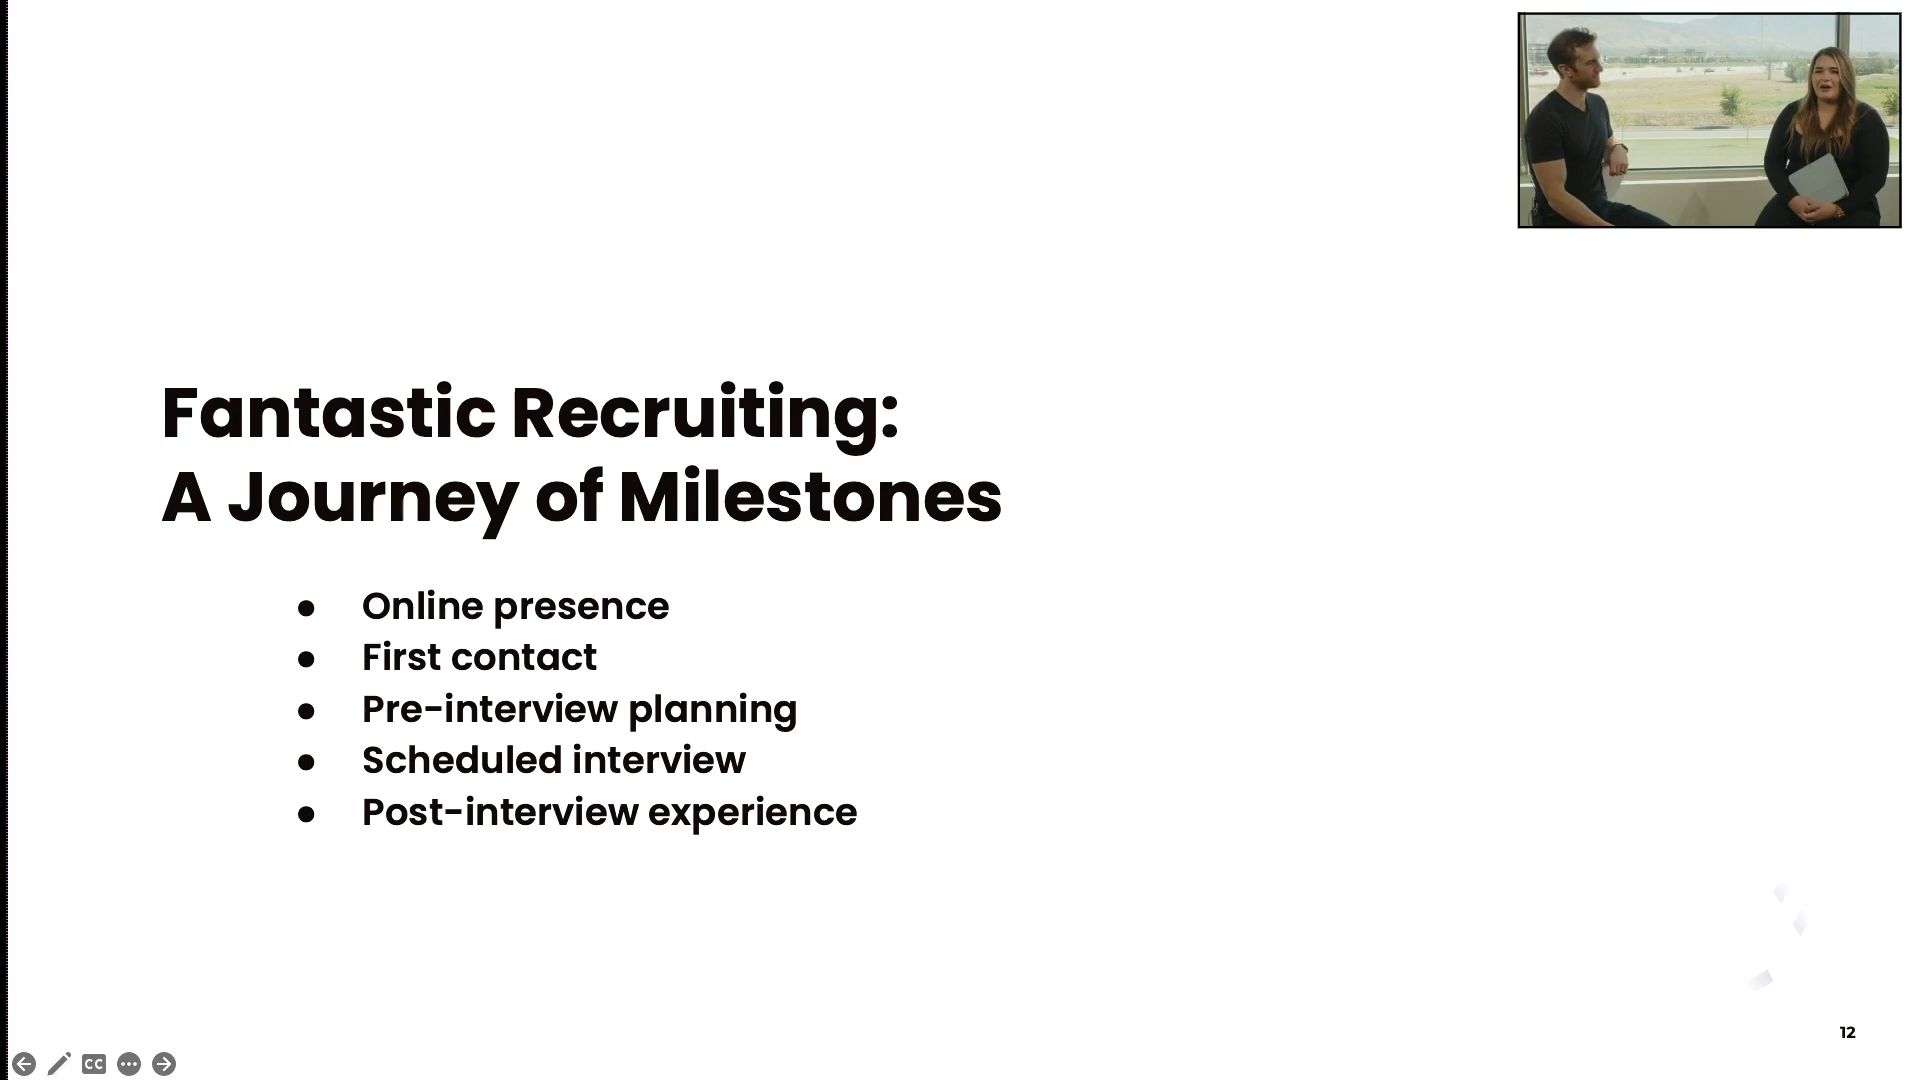 Fantastic Recruiting:
A Journey of Milestones
● Online presence
● First contact
● Pre-interview planning
● Scheduled interview
● Post-interview experience
12
CC